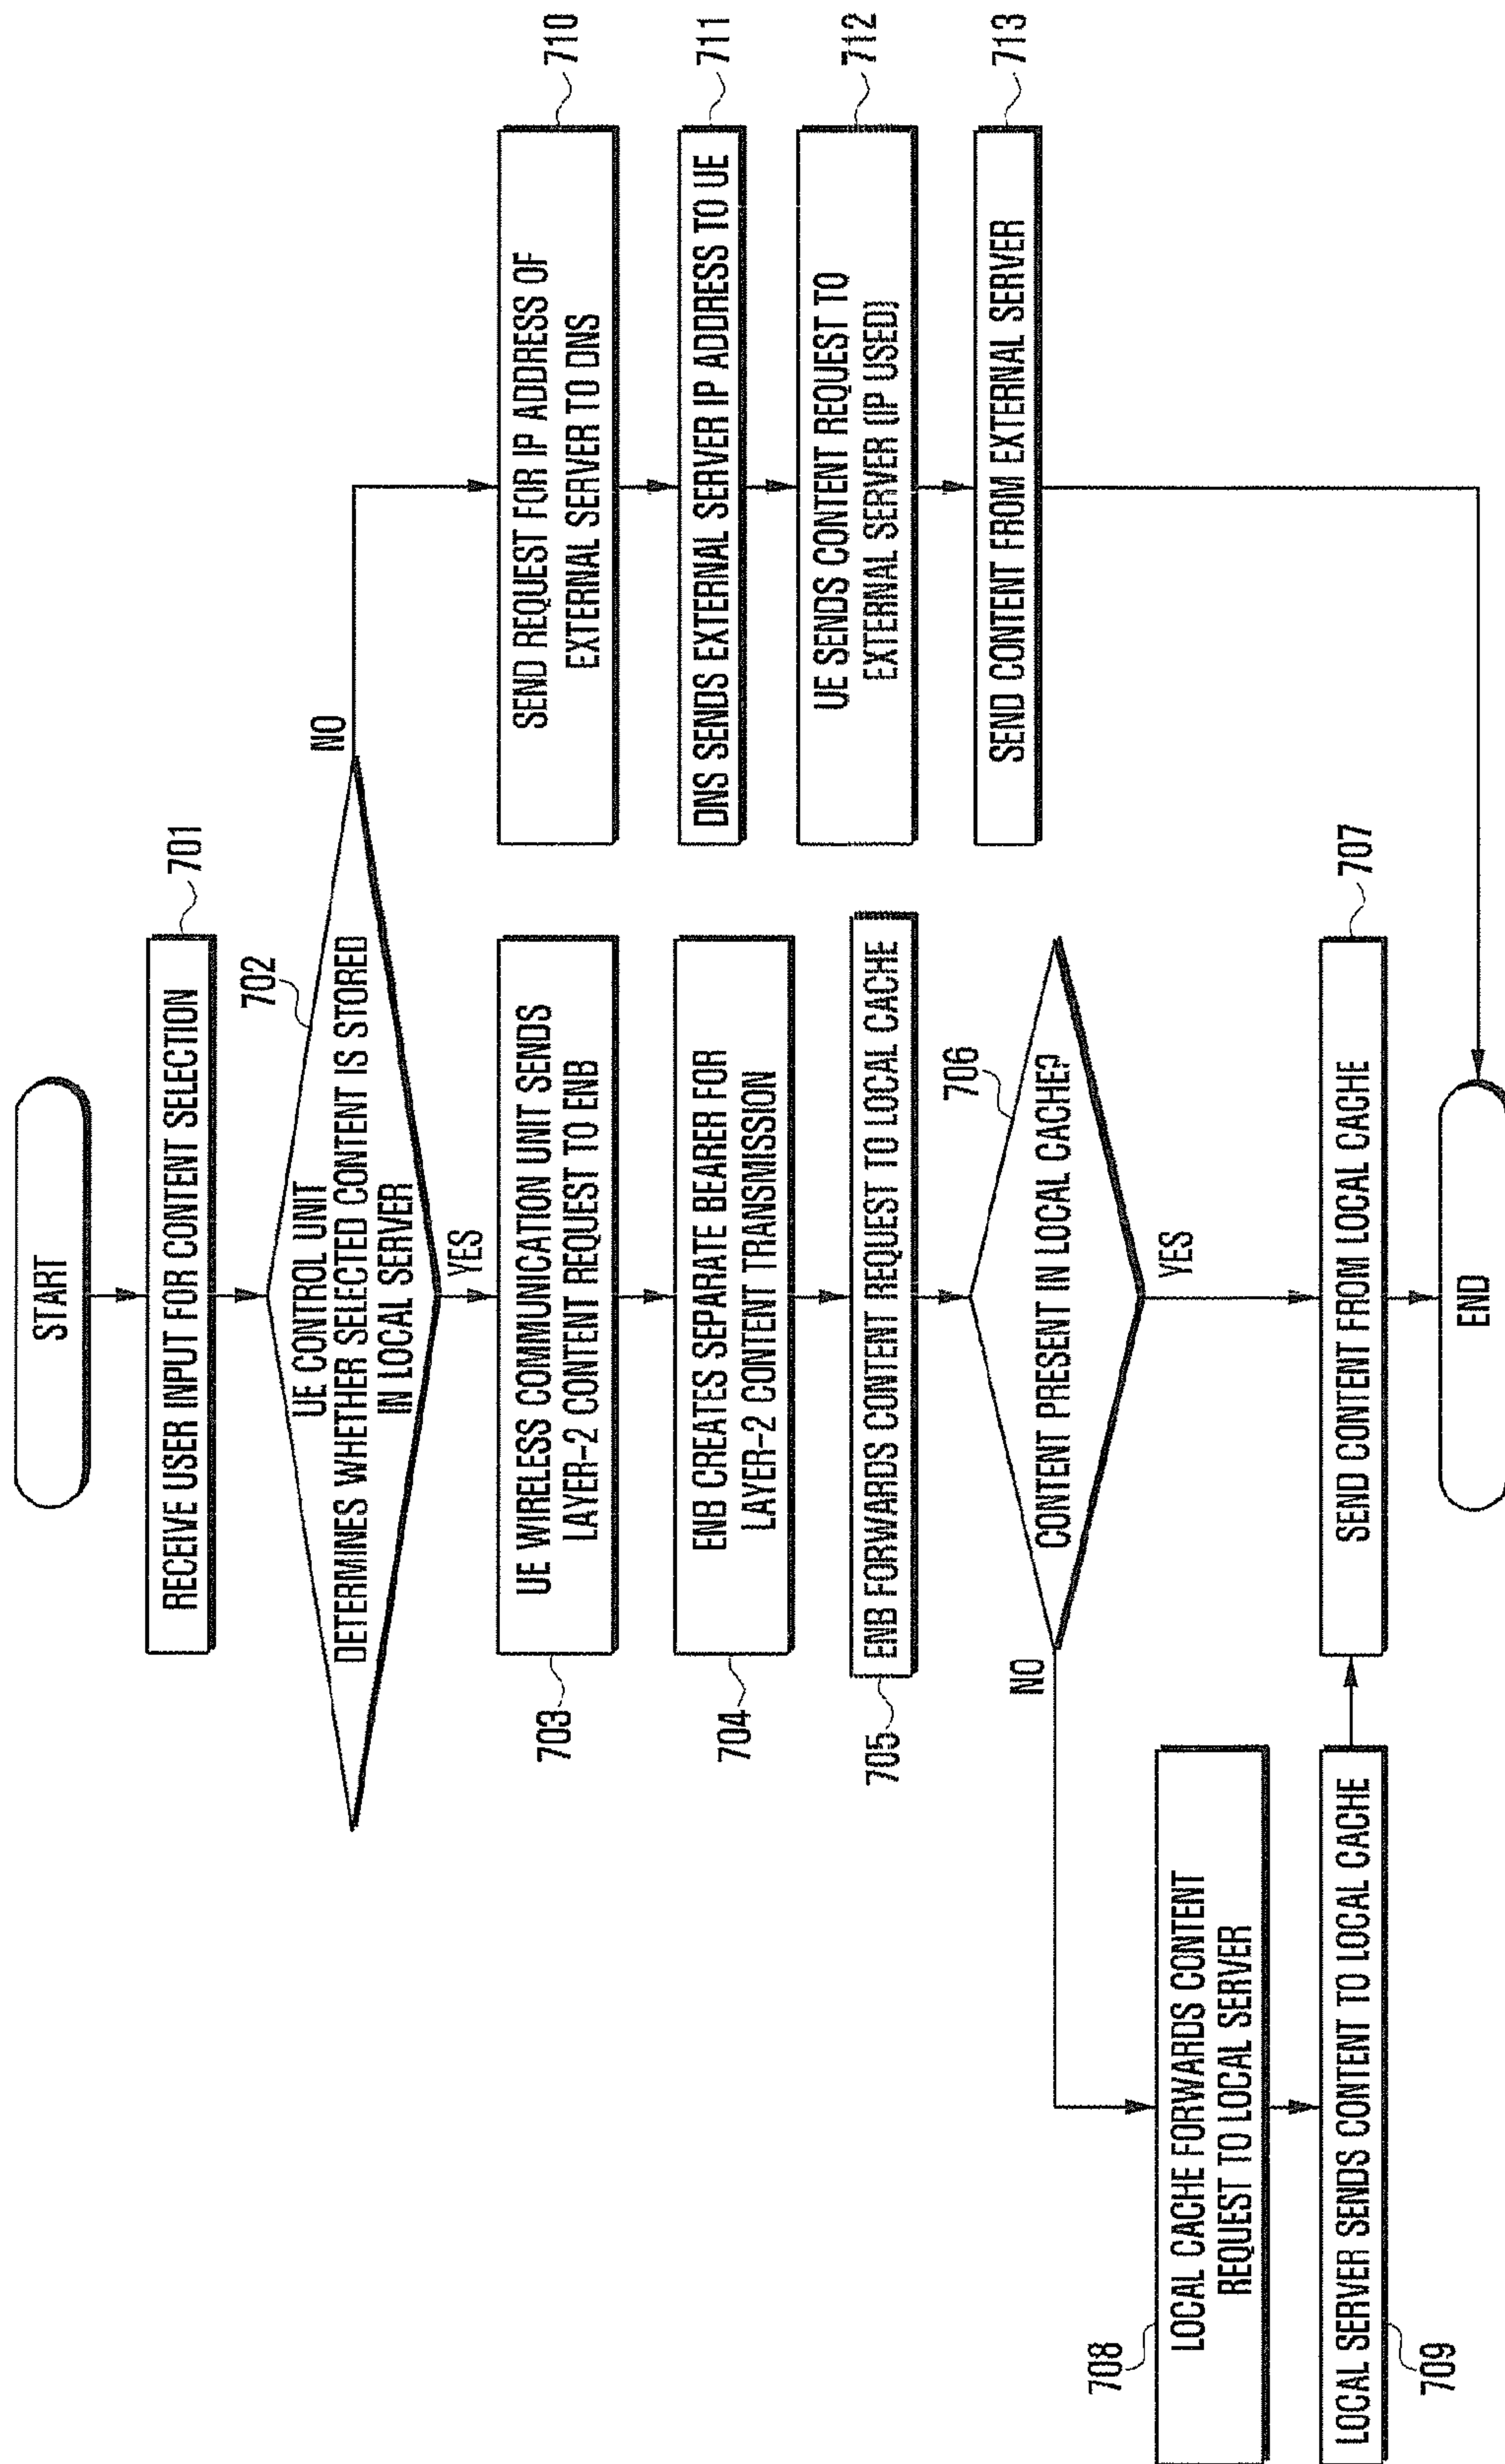 START
RECEIVE USER INPUT FOR CONTENT SELECTION
701
702
UE CONTROL UNIT
DETERMINES WHETHER SELECTED CONTENT IS STORED
IN LOCAL SERVER
NO
YES
UE WIRELESS COMMUNICATION UNIT SENDS
LAYER-2 CONTENT REQUEST TO ENB
703
ENB CREATES SEPARATE BEARER FOR
LAYER-2 CONTENT TRANSMISSION
704
ENB FORWARDS CONTENT REQUEST TO LOCAL CACHE
705
706
CONTENT PRESENT IN LOCAL CACHE?
NO
YES
SEND CONTENT FROM LOCAL CACHE
707
LOCAL CACHE FORWARDS CONTENT
REQUEST TO LOCAL SERVER
708
LOCAL SERVER SENDS CONTENT TO LOCAL CACHE
709
SEND REQUEST FOR IP ADDRESS OF
EXTERNAL SERVER TO DNS
710
DNS SENDS EXTERNAL SERVER IP ADDRESS TO UE
711
UE SENDS CONTENT REQUEST TO
EXTERNAL SERVER (IP USED)
712
SEND CONTENT FROM EXTERNAL SERVER
713
END